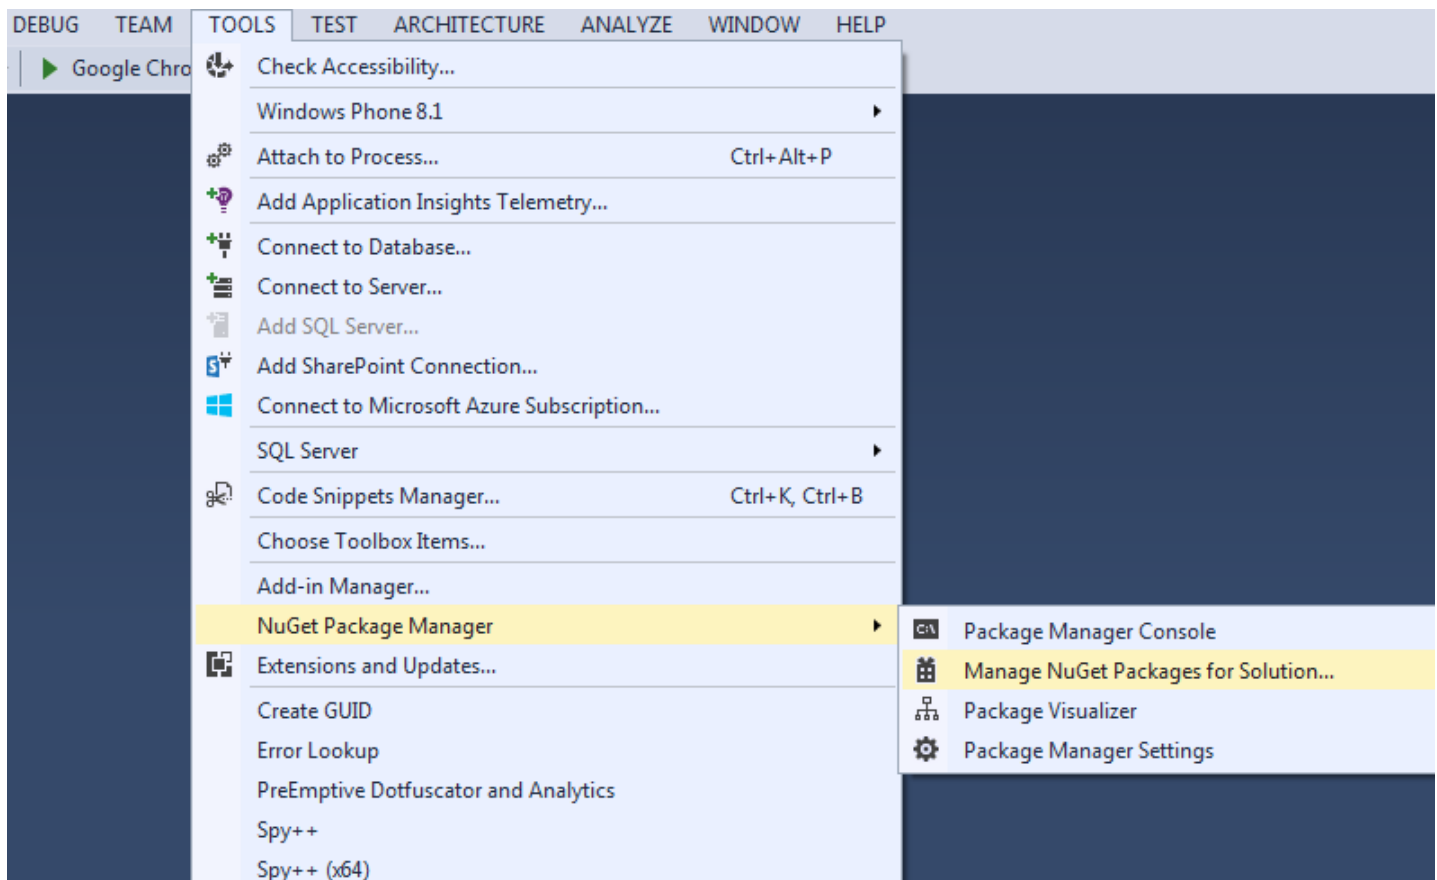 DEBUG TEAM TOOLS TEST ARCHITECTURE ANALYZE WINDOW HELP
Google Chro
Check Accessibility...
Windows Phone 8.1
Attach to Process... Ctrl+Alt+P
Add Application Insights Telemetry...
Connect to Database...
Connect to Server...
Add SQL Server...
Add SharePoint Connection...
Connect to Microsoft Azure Subscription...
SQL Server
Code Snippets Manager... Ctrl+K, Ctrl+B
Choose Toolbox Items...
Add-in Manager...
NuGet Package Manager
Extensions and Updates...
Create GUID
Error Lookup
PreEmptive Dotfuscator and Analytics
Spy++
Spy++ (x64)
Package Manager Console
Manage NuGet Packages for Solution...
Package Visualizer
Package Manager Settings